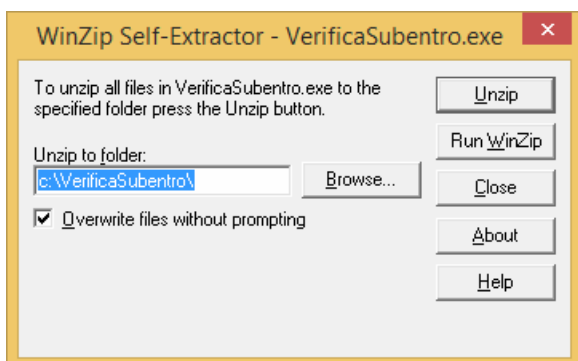 WinZip Self-Extractor - VerificaSubentro.exe
To unzip all files in VerificaSubentro.exe to the
specified folder press the Unzip button.
Unzip to folder:
c:\VerificaSubentro\
Browse...
Overwrite files without prompting
Unzip
Run WinZip
Close
About
Help